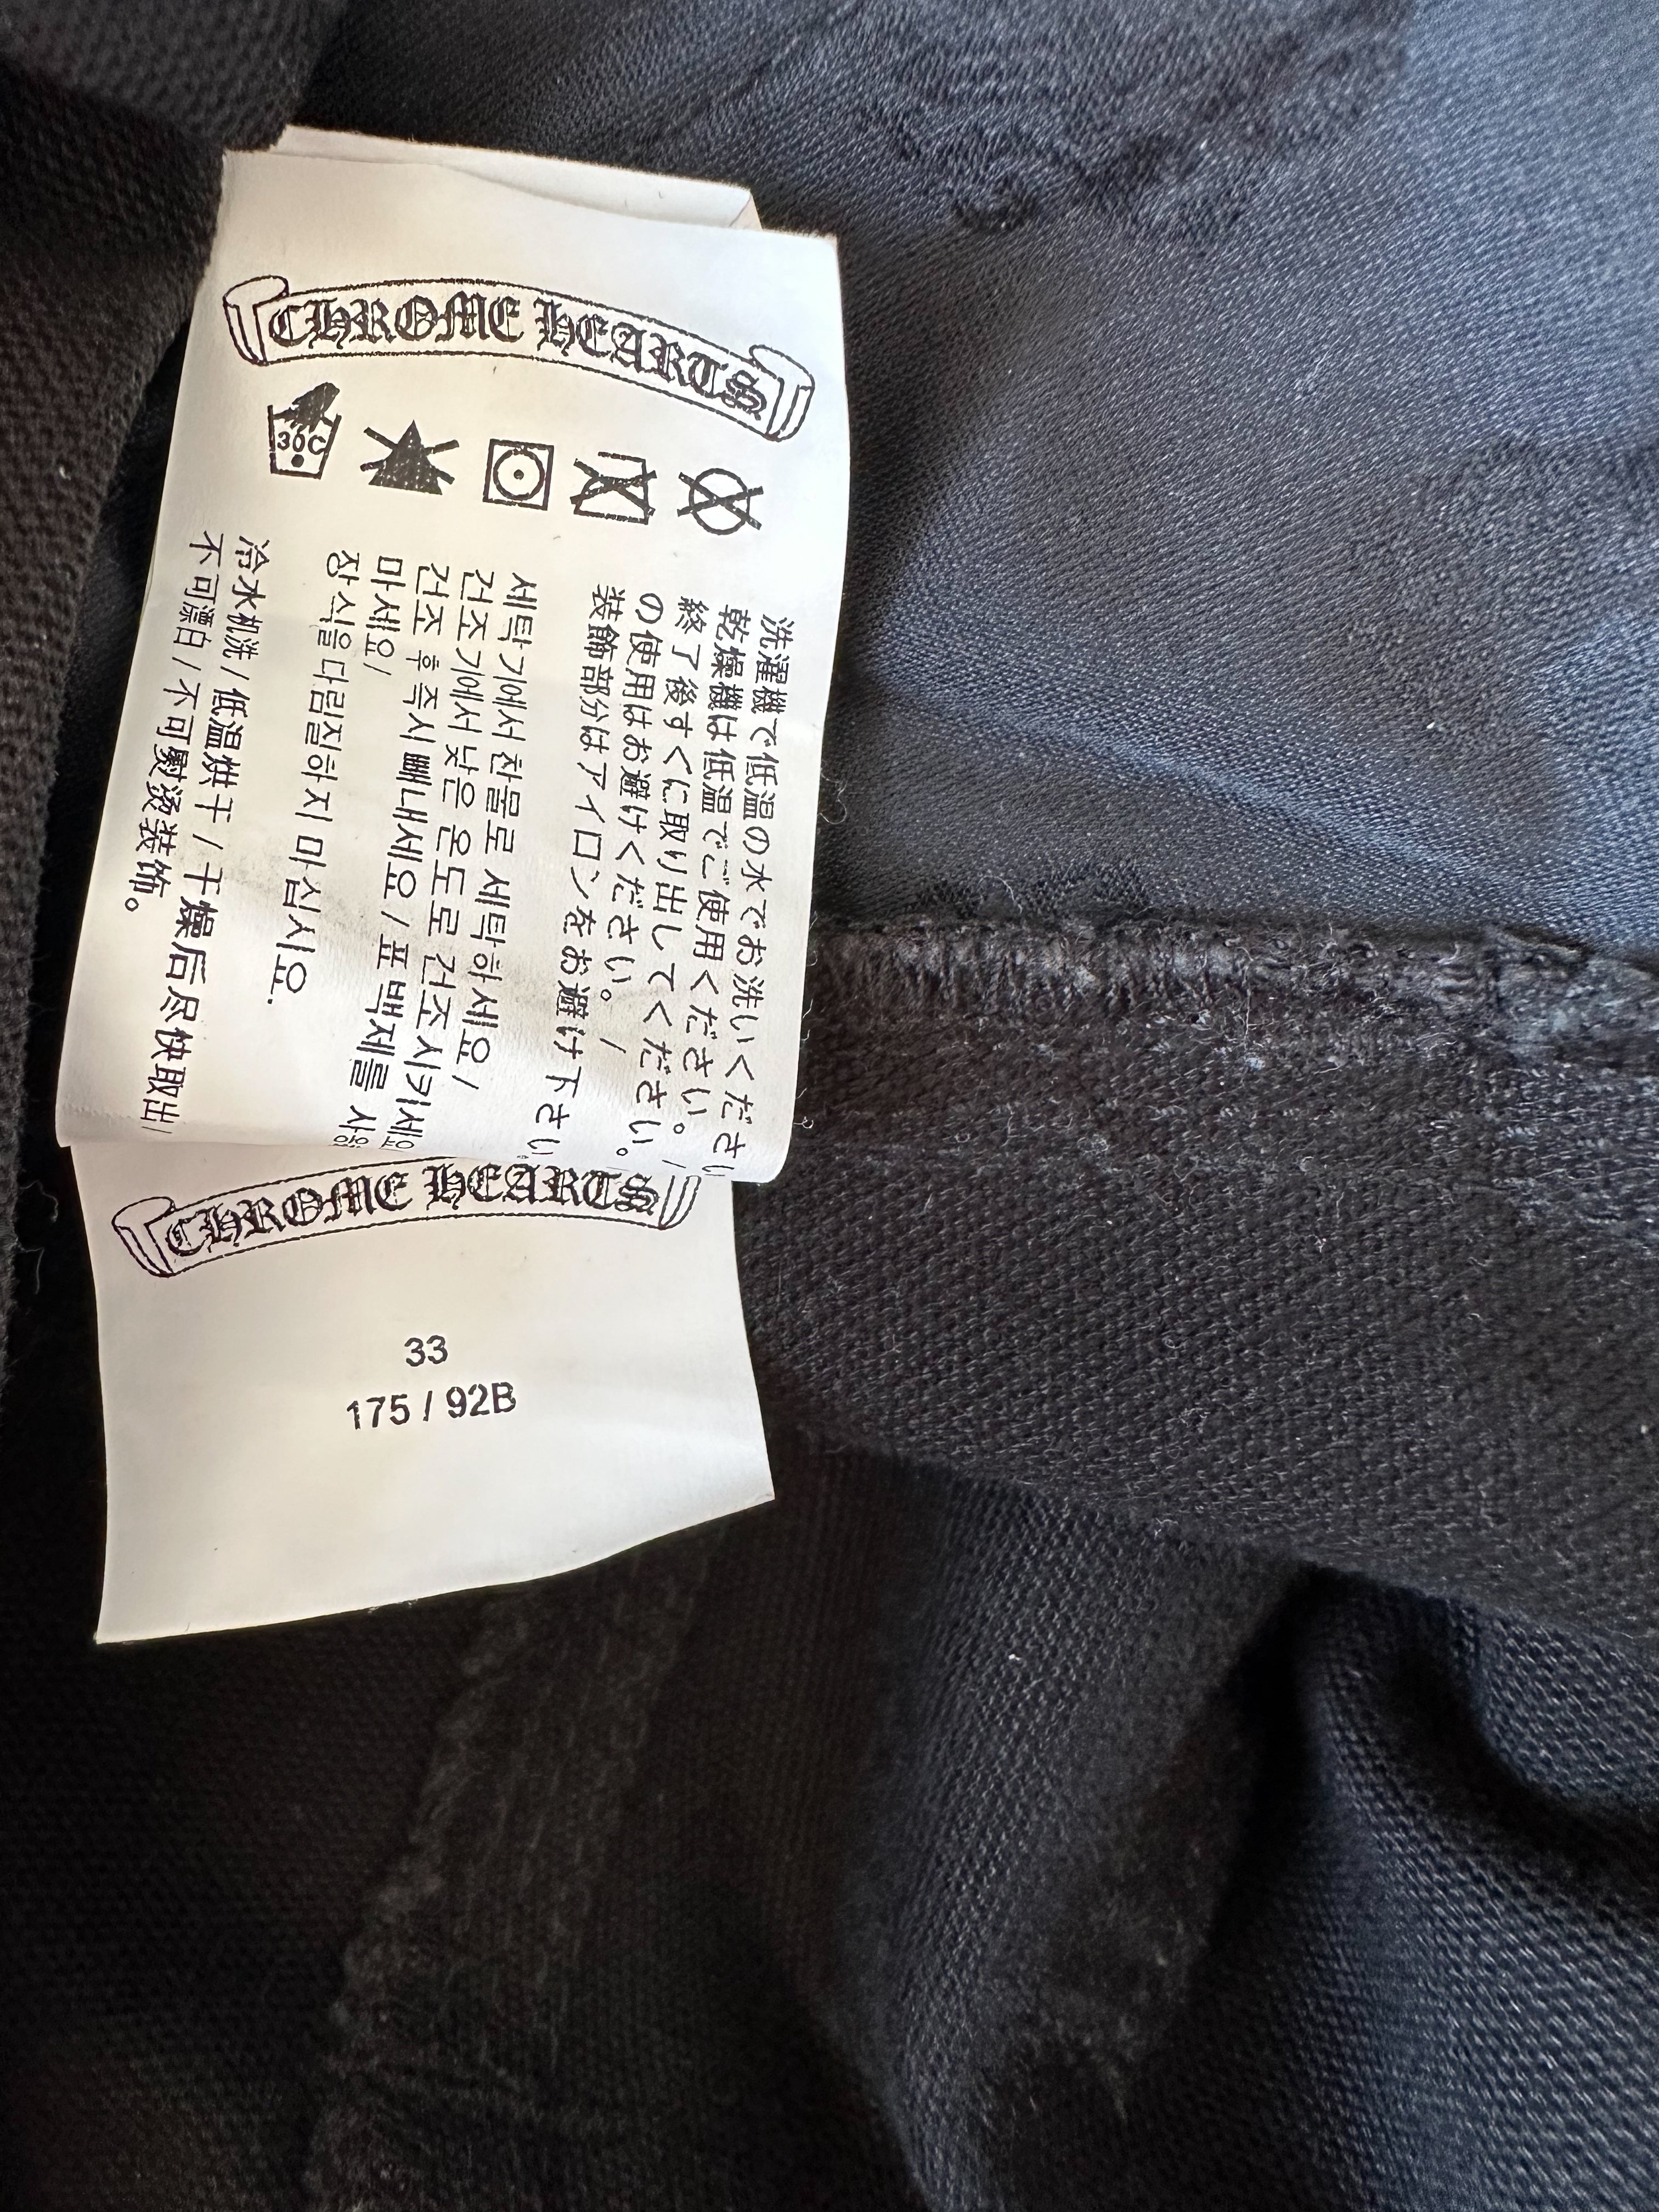 CHROME HEARTS
30C
洗濯機で低温の水でお洗いくださ
乾燥機は低温でご使用ください。/
終了後すぐに取り出してください。
の使用はお避けください。 /
装飾部分はアイロンをお避け下さい
세탁기에서 찬물로 세탁하세요 /
건조기에서 낮은 온도로 건조시키세요
건조 후 즉시 빼내세요 / 표백제를 사용
마세요/
장식을 다림질하지 마십시요.
冷水机洗 / 低温烘干 / 干燥后尽快取出/
不可漂白 / 不可熨烫装饰。
CHROME HEARTS
33
175 / 92B